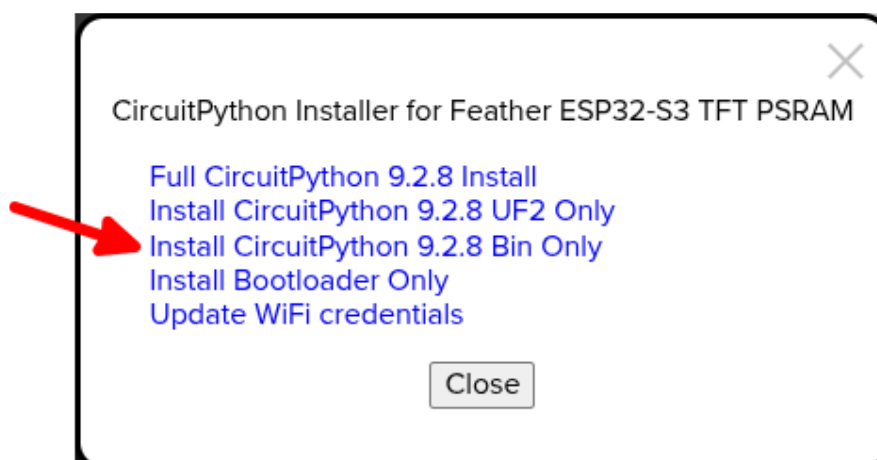 CircuitPython Installer for Feather ESP32-S3 TFT PSRAM
Full CircuitPython 9.2.8 Install
Install CircuitPython 9.2.8 UF2 Only
Install CircuitPython 9.2.8 Bin Only
Install Bootloader Only
Update WiFi credentials
Close